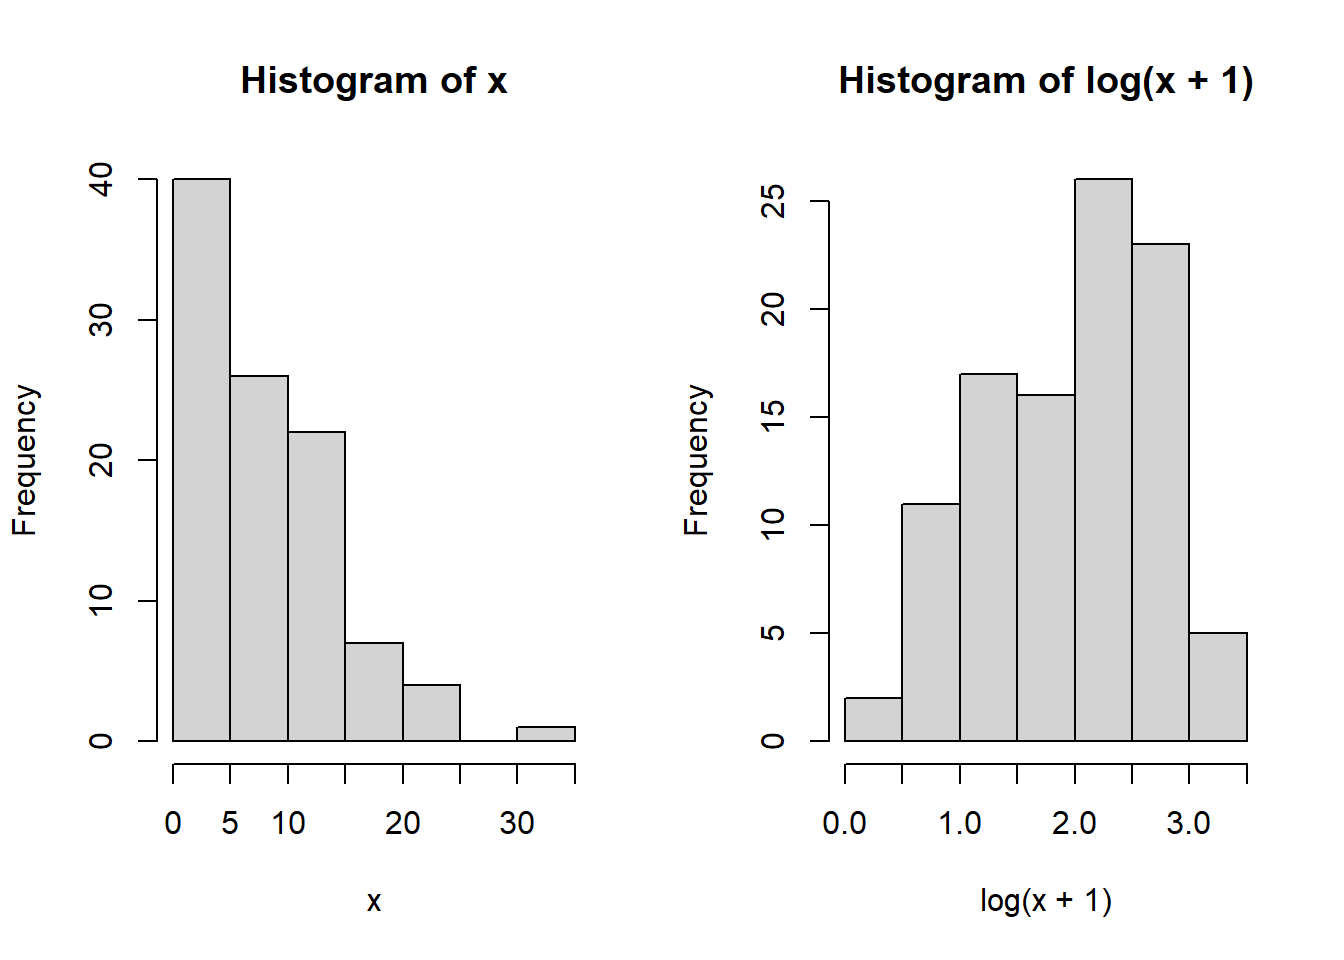 Histogram of x
Frequency
40
30
20
10
0
0 5 10 20 30
x
Histogram of log(x + 1)
Frequency
25
20
15
10
5
0
0.0 1.0 2.0 3.0
log(x + 1)